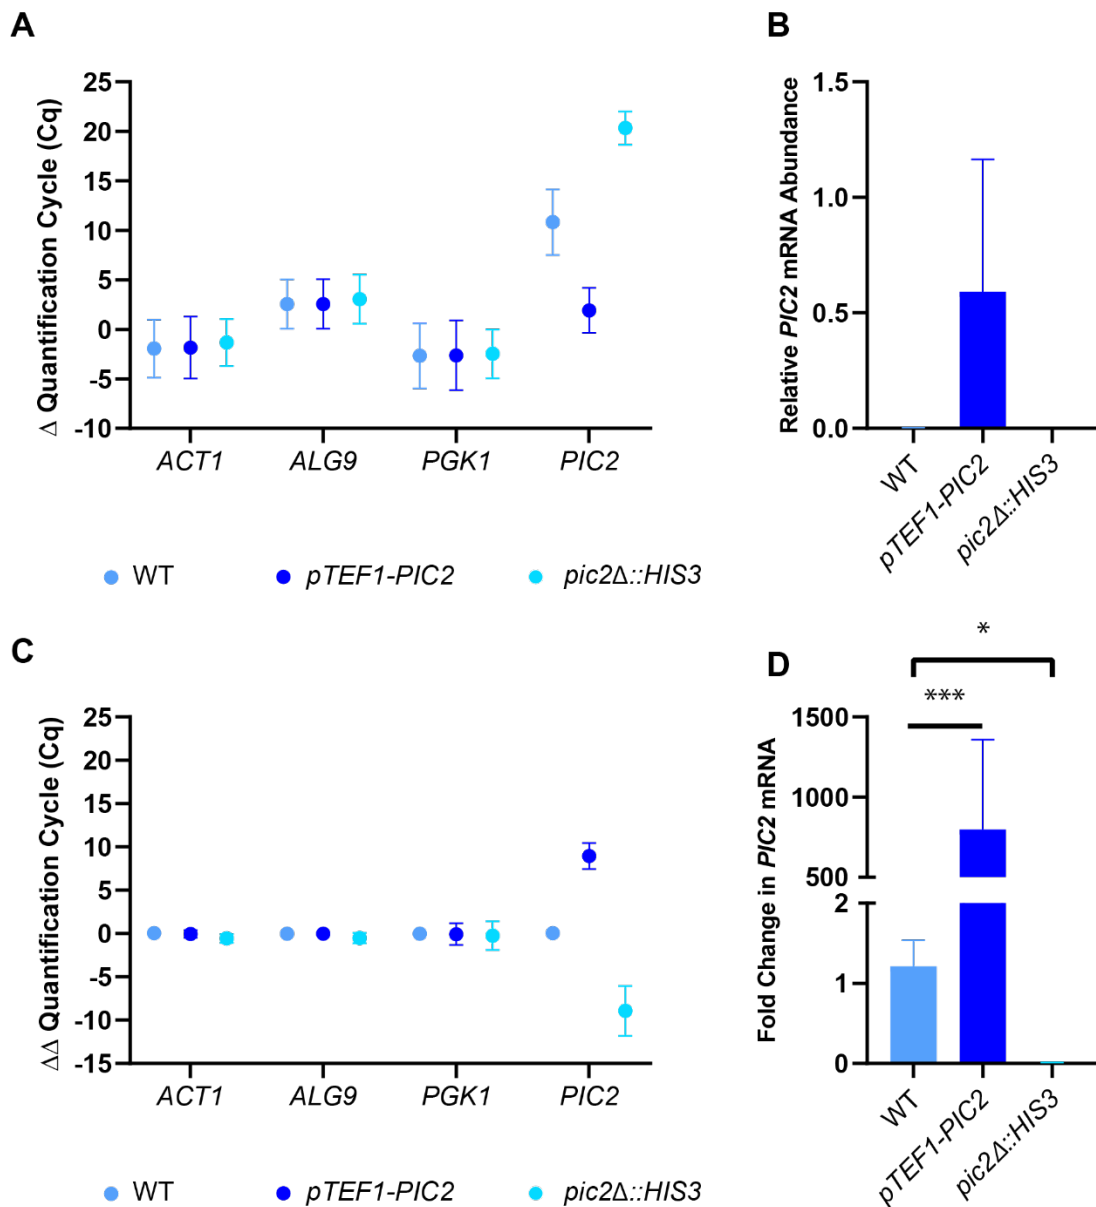 A
Δ Quantification Cycle (Cq)
25
20
15
10
5
0
-5
-10
ACT1 ALG9 PGK1 PIC2
WT pTEF1-PIC2 pic2Δ::HIS3
B
Relative PIC2 mRNA Abundance
1.5
1.0
0.5
0.0
WT
pTEF1-PIC2
pic2Δ::HIS3
C
ΔΔ Quantification Cycle (Cq)
25
20
15
10
5
0
-5
-10
-15
ACT1 ALG9 PGK1 PIC2
WT pTEF1-PIC2 pic2Δ::HIS3
D
*
***
Fold Change in PIC2 mRNA
1500
1000
500
2
1
0
WT
pTEF1-PIC2
pic2Δ::HIS3